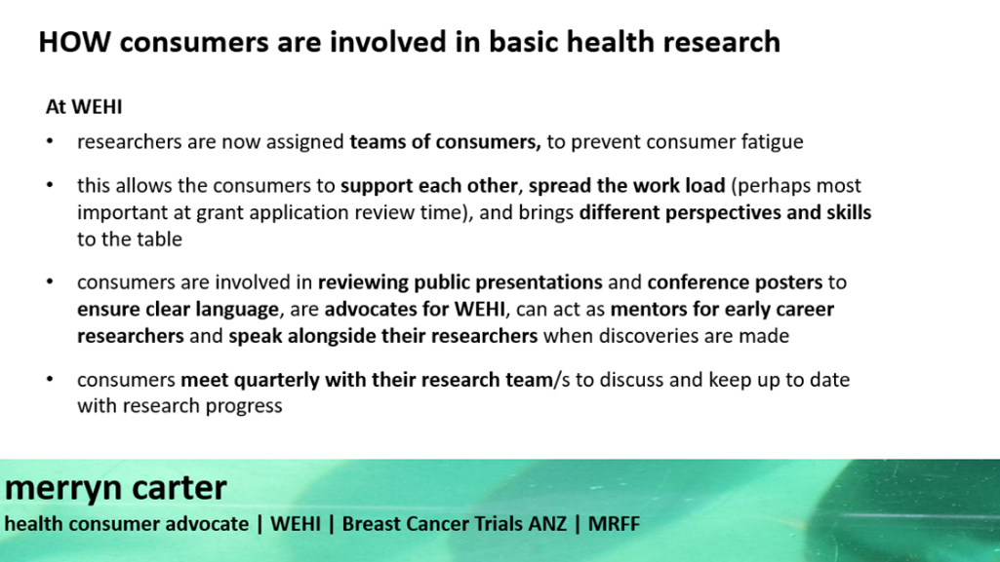 HOW consumers are involved in basic health research
At WEHI
• researchers are now assigned teams of consumers, to prevent consumer fatigue
• this allows the consumers to support each other, spread the work load (perhaps most
important at grant application review time), and brings different perspectives and skills
to the table
• consumers are involved in reviewing public presentations and conference posters to
ensure clear language, are advocates for WEHI, can act as mentors for early career
researchers and speak alongside their researchers when discoveries are made
• consumers meet quarterly with their research team/s to discuss and keep up to date
with research progress
merryn carter
health consumer advocate | WEHI | Breast Cancer Trials ANZ | MRFF